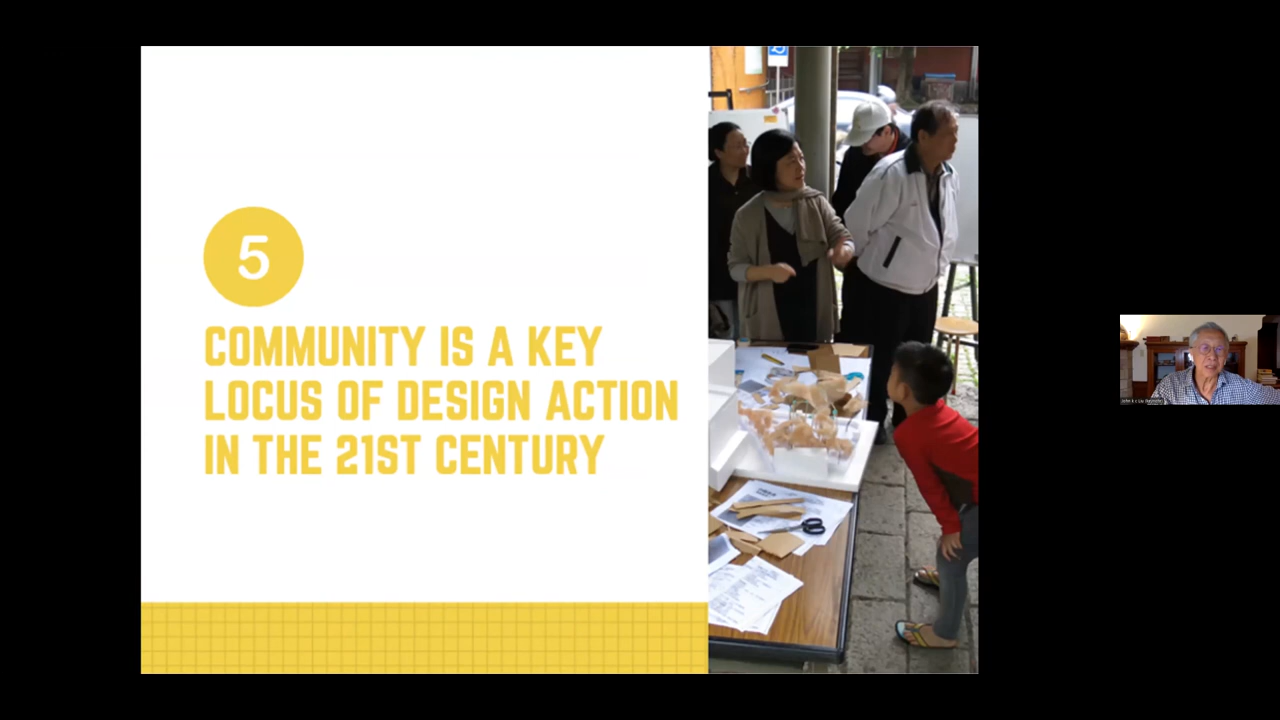 5
COMMUNITY IS A KEY
LOCUS OF DESIGN ACTION
IN THE 21ST CENTURY